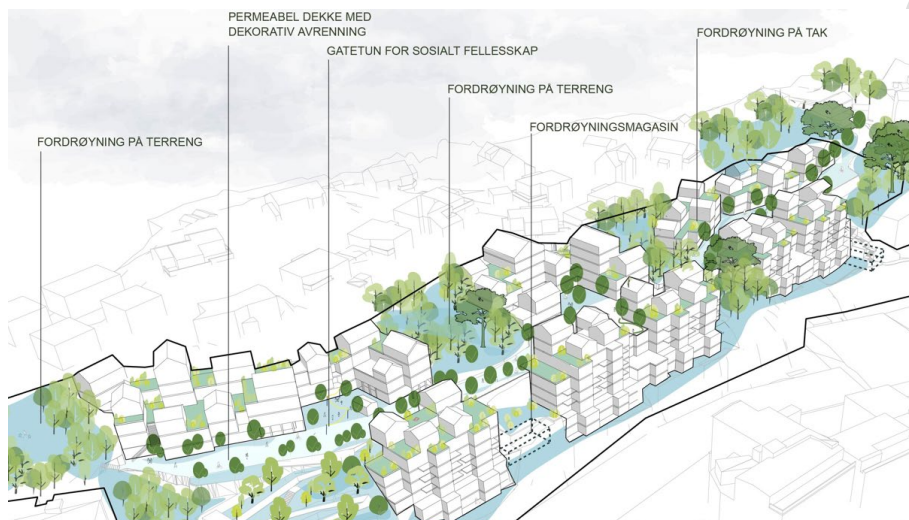 PERMEABEL DEKKE MED
DEKORATIV AVRENNING
GATETUN FOR SOSIALT FELLESSKAP
FORDRØYNING PÅ TAK
FORDRØYNING PÅ TERRENG
FORDRØYNINGSMAGASIN
FORDRØYNING PÅ TERRENG